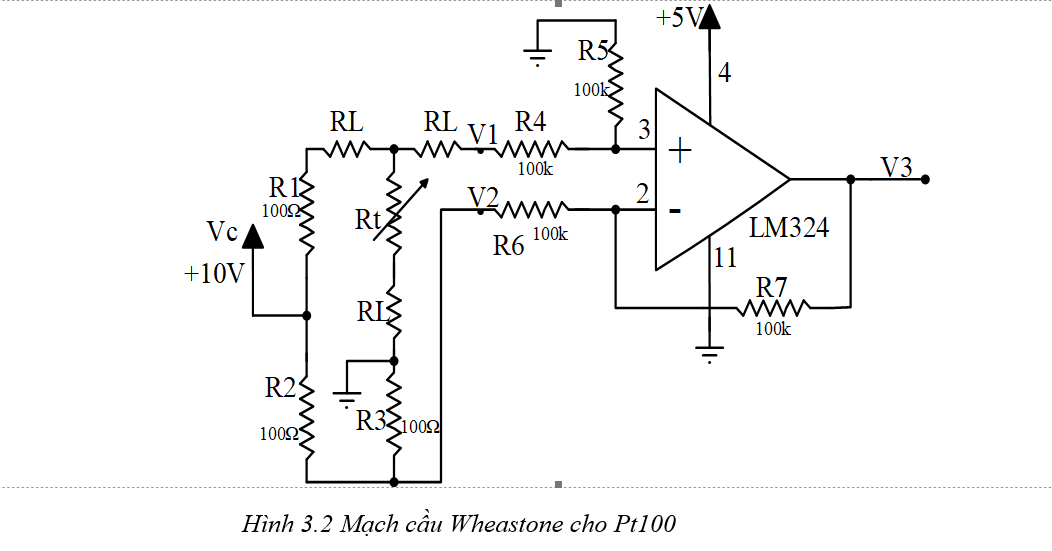 +5V
R5
4
100k
RL
RL
V1
R4
3
+
100k
R1
100Ω
Rt
V2
2
-
V3
Vc
R6
100k
LM324
+10V
11
RL
R7
100k
R2
100Ω
R3
100Ω
Hình 3.2 Mạch cầu Wheastone cho Pt100